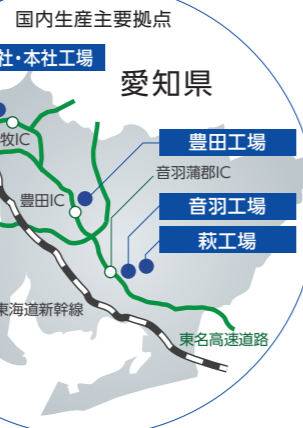 国内生産主要拠点
社・本社工場
愛知県
牧IC
豊田工場
音羽蒲郡IC
豊田IC
音羽工場
萩工場
東海道新幹線
東名高速道路